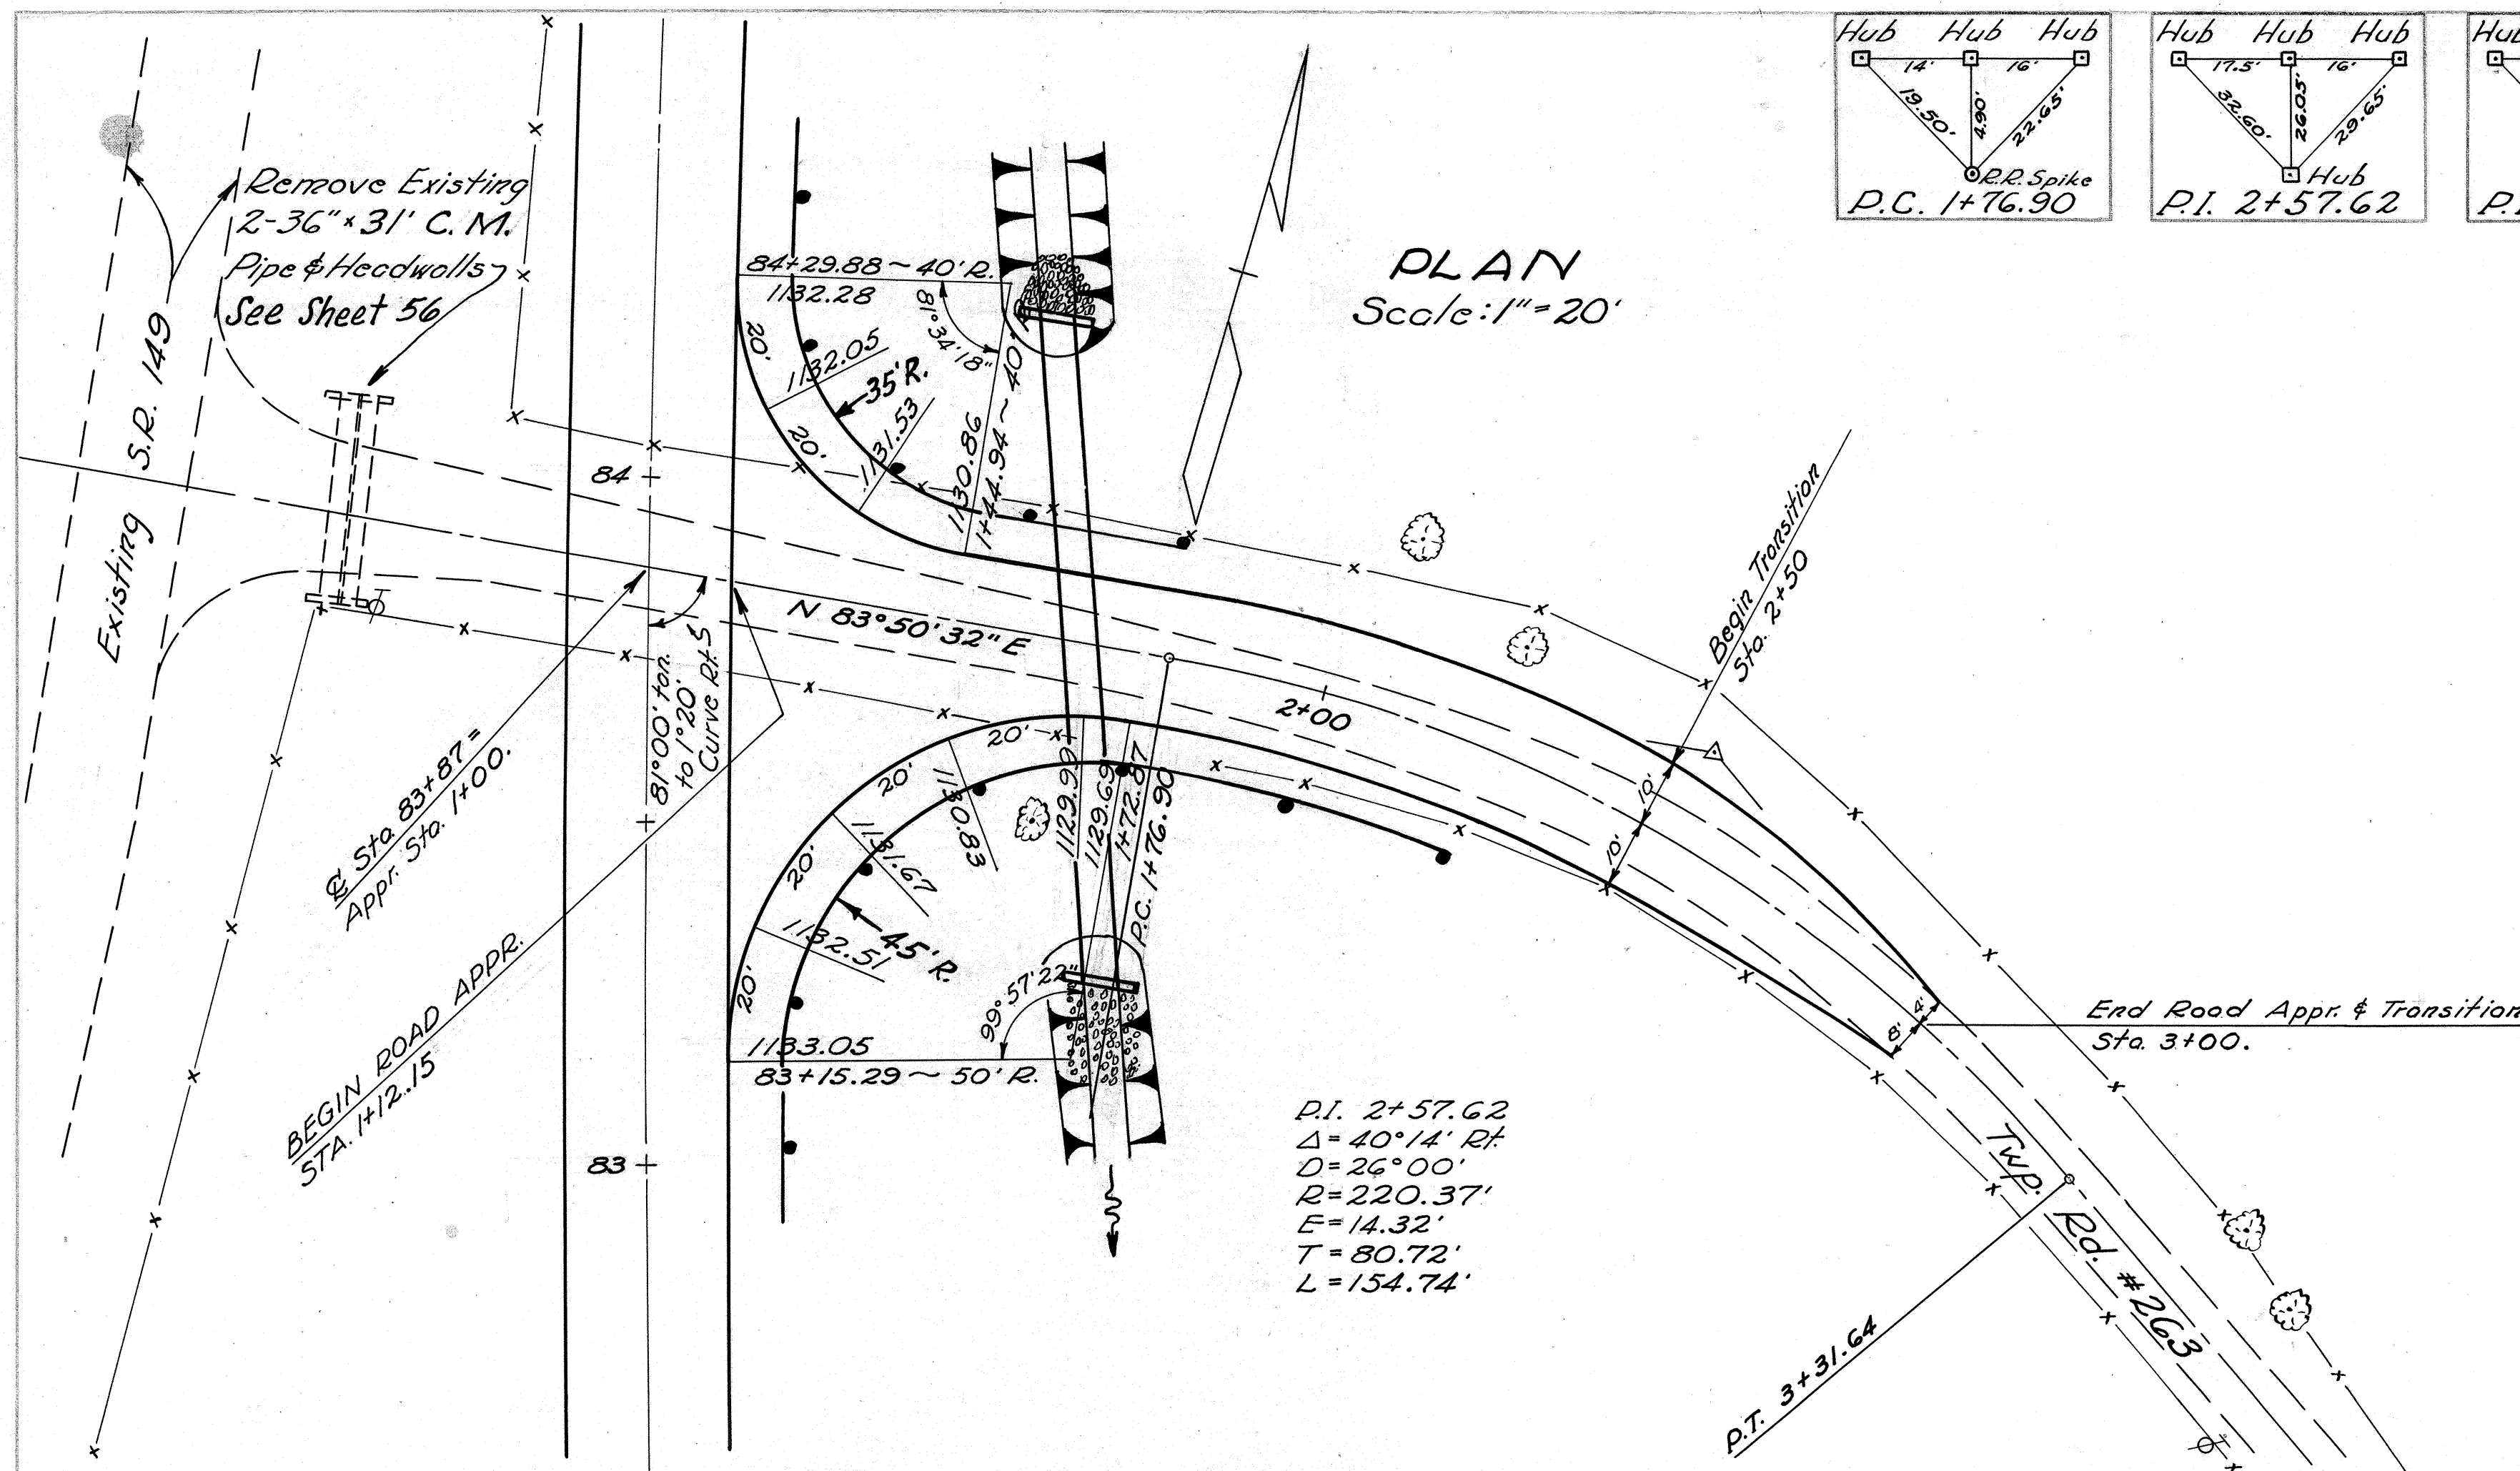 Hub Hub Hub
14' 16'
19.50' 4.90' 22.65'
R.R. Spike
P.C. 1+76.90
Hub Hub Hub
17.5' 16'
32.60' 26.05' 29.65'
Hub
P.I. 2+57.62
Remove Existing
2-36"x31' C.M.
Pipe & Headwalls
See Sheet 56
Existing S.R. 149
PLAN
Scale: 1"=20'
84+29.88 ~ 40' R.
1132.28
81°34'18"
20'
1132.05
35' R.
20'
1131.53
1130.86
1+44.94 ~ 40'
84
N 83°50'32" E
81°00' tan.
to 1°20'
Curve Rt.
℄ Sta. 83+87 =
Appr. Sta. 1+00.
BEGIN ROAD APPR.
STA. 1+12.15
2+00
Begin Transition
Sta. 2+50
10'
10'
20'
20'
20'
20'
1129.99
1129.69
1+72.87
P.C. 1+76.90
1130.83
1131.67
1132.51
45' R.
99°57'22"
1133.05
83+15.29 ~ 50' R.
83
End Road Appr. & Transition
Sta. 3+00.
4'
8'
P.I. 2+57.62
Δ=40°14' Rt.
D=26°00'
R=220.37'
E=14.32'
T=80.72'
L=154.74'
Twp. Rd. #263
P.T. 3+31.64